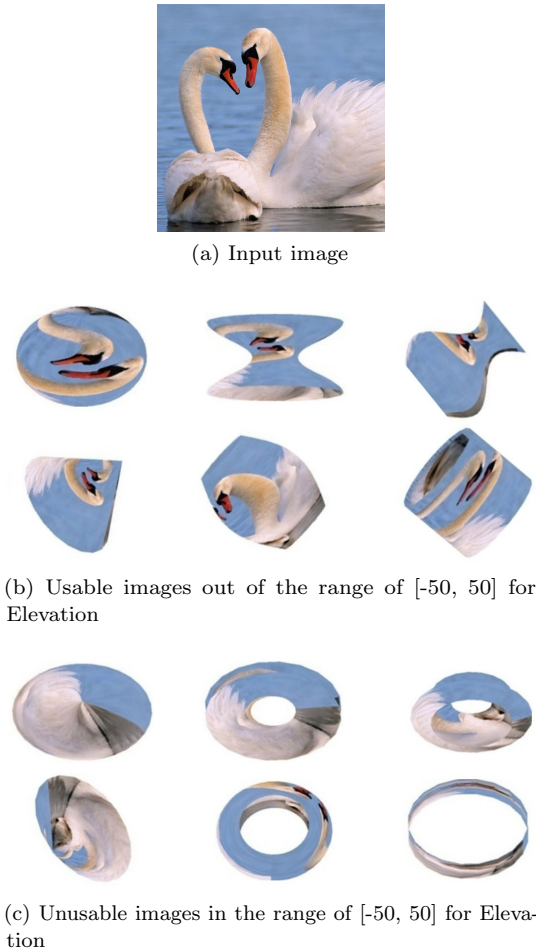 (a) Input image
(b) Usable images out of the range of [-50, 50] for
Elevation
(c) Unusable images in the range of [-50, 50] for Eleva-
tion